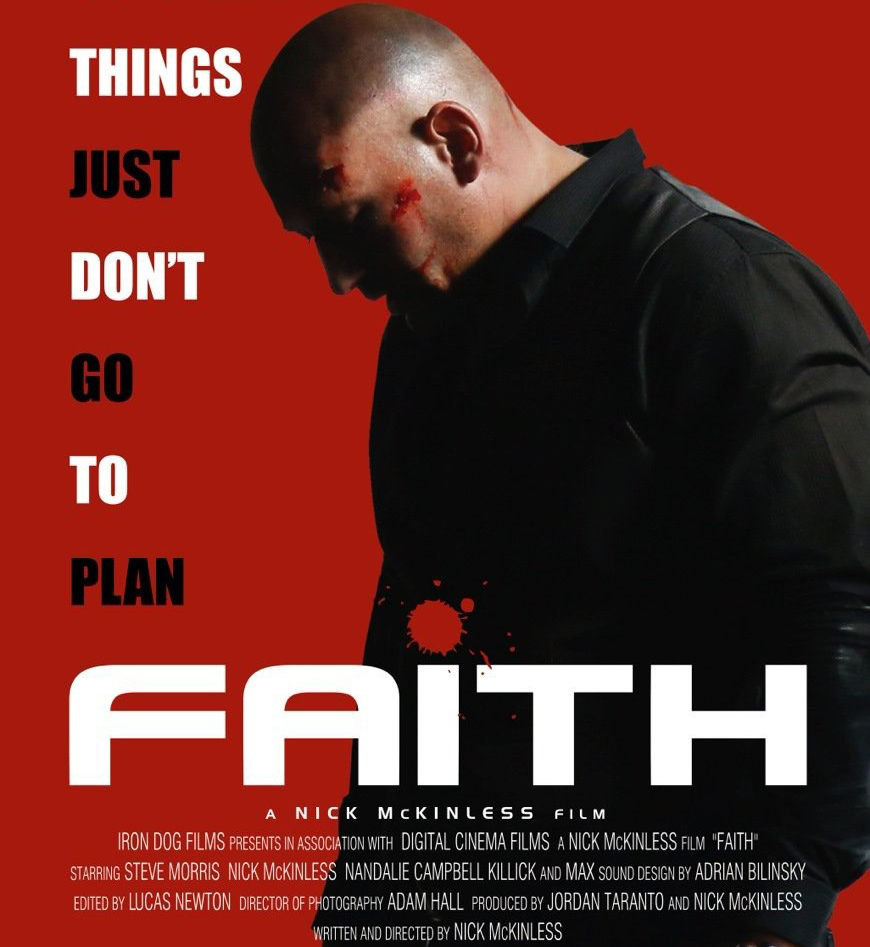 THINGS
JUST
DON'T
GO
TO
PLAN
FAITH
A NICK McKINLESS FILM
IRON DOG FILMS PRESENTS IN ASSOCIATION WITH DIGITAL CINEMA FILMS A NICK McKINLESS FILM "FAITH"
STARRING STEVE MORRIS NICK McKINLESS NANDALIE CAMPBELL KILLICK AND MAX SOUND DESIGN BY ADRIAN BILINSKY
EDITED BY LUCAS NEWTON DIRECTOR OF PHOTOGRAPHY ADAM HALL PRODUCED BY JORDAN TARANTO AND NICK McKINLESS
WRITTEN AND DIRECTED BY NICK McKINLESS